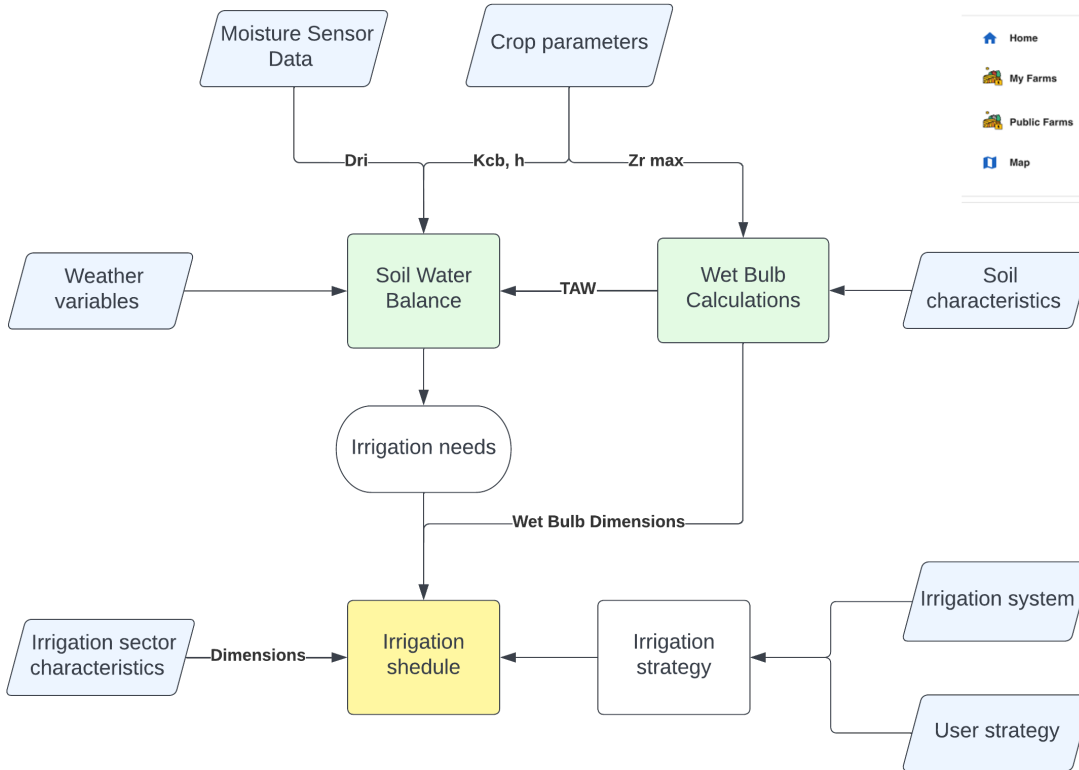 Moisture Sensor
Data
Crop parameters
Home
My Farms
Public Farms
Map
Dri
Kcb, h
Zr max
Weather
variables
Soil Water
Balance
TAW
Wet Bulb
Calculations
Soil
characteristics
Irrigation needs
Wet Bulb Dimensions
Irrigation sector
characteristics
Dimensions
Irrigation
shedule
Irrigation
strategy
Irrigation system
User strategy